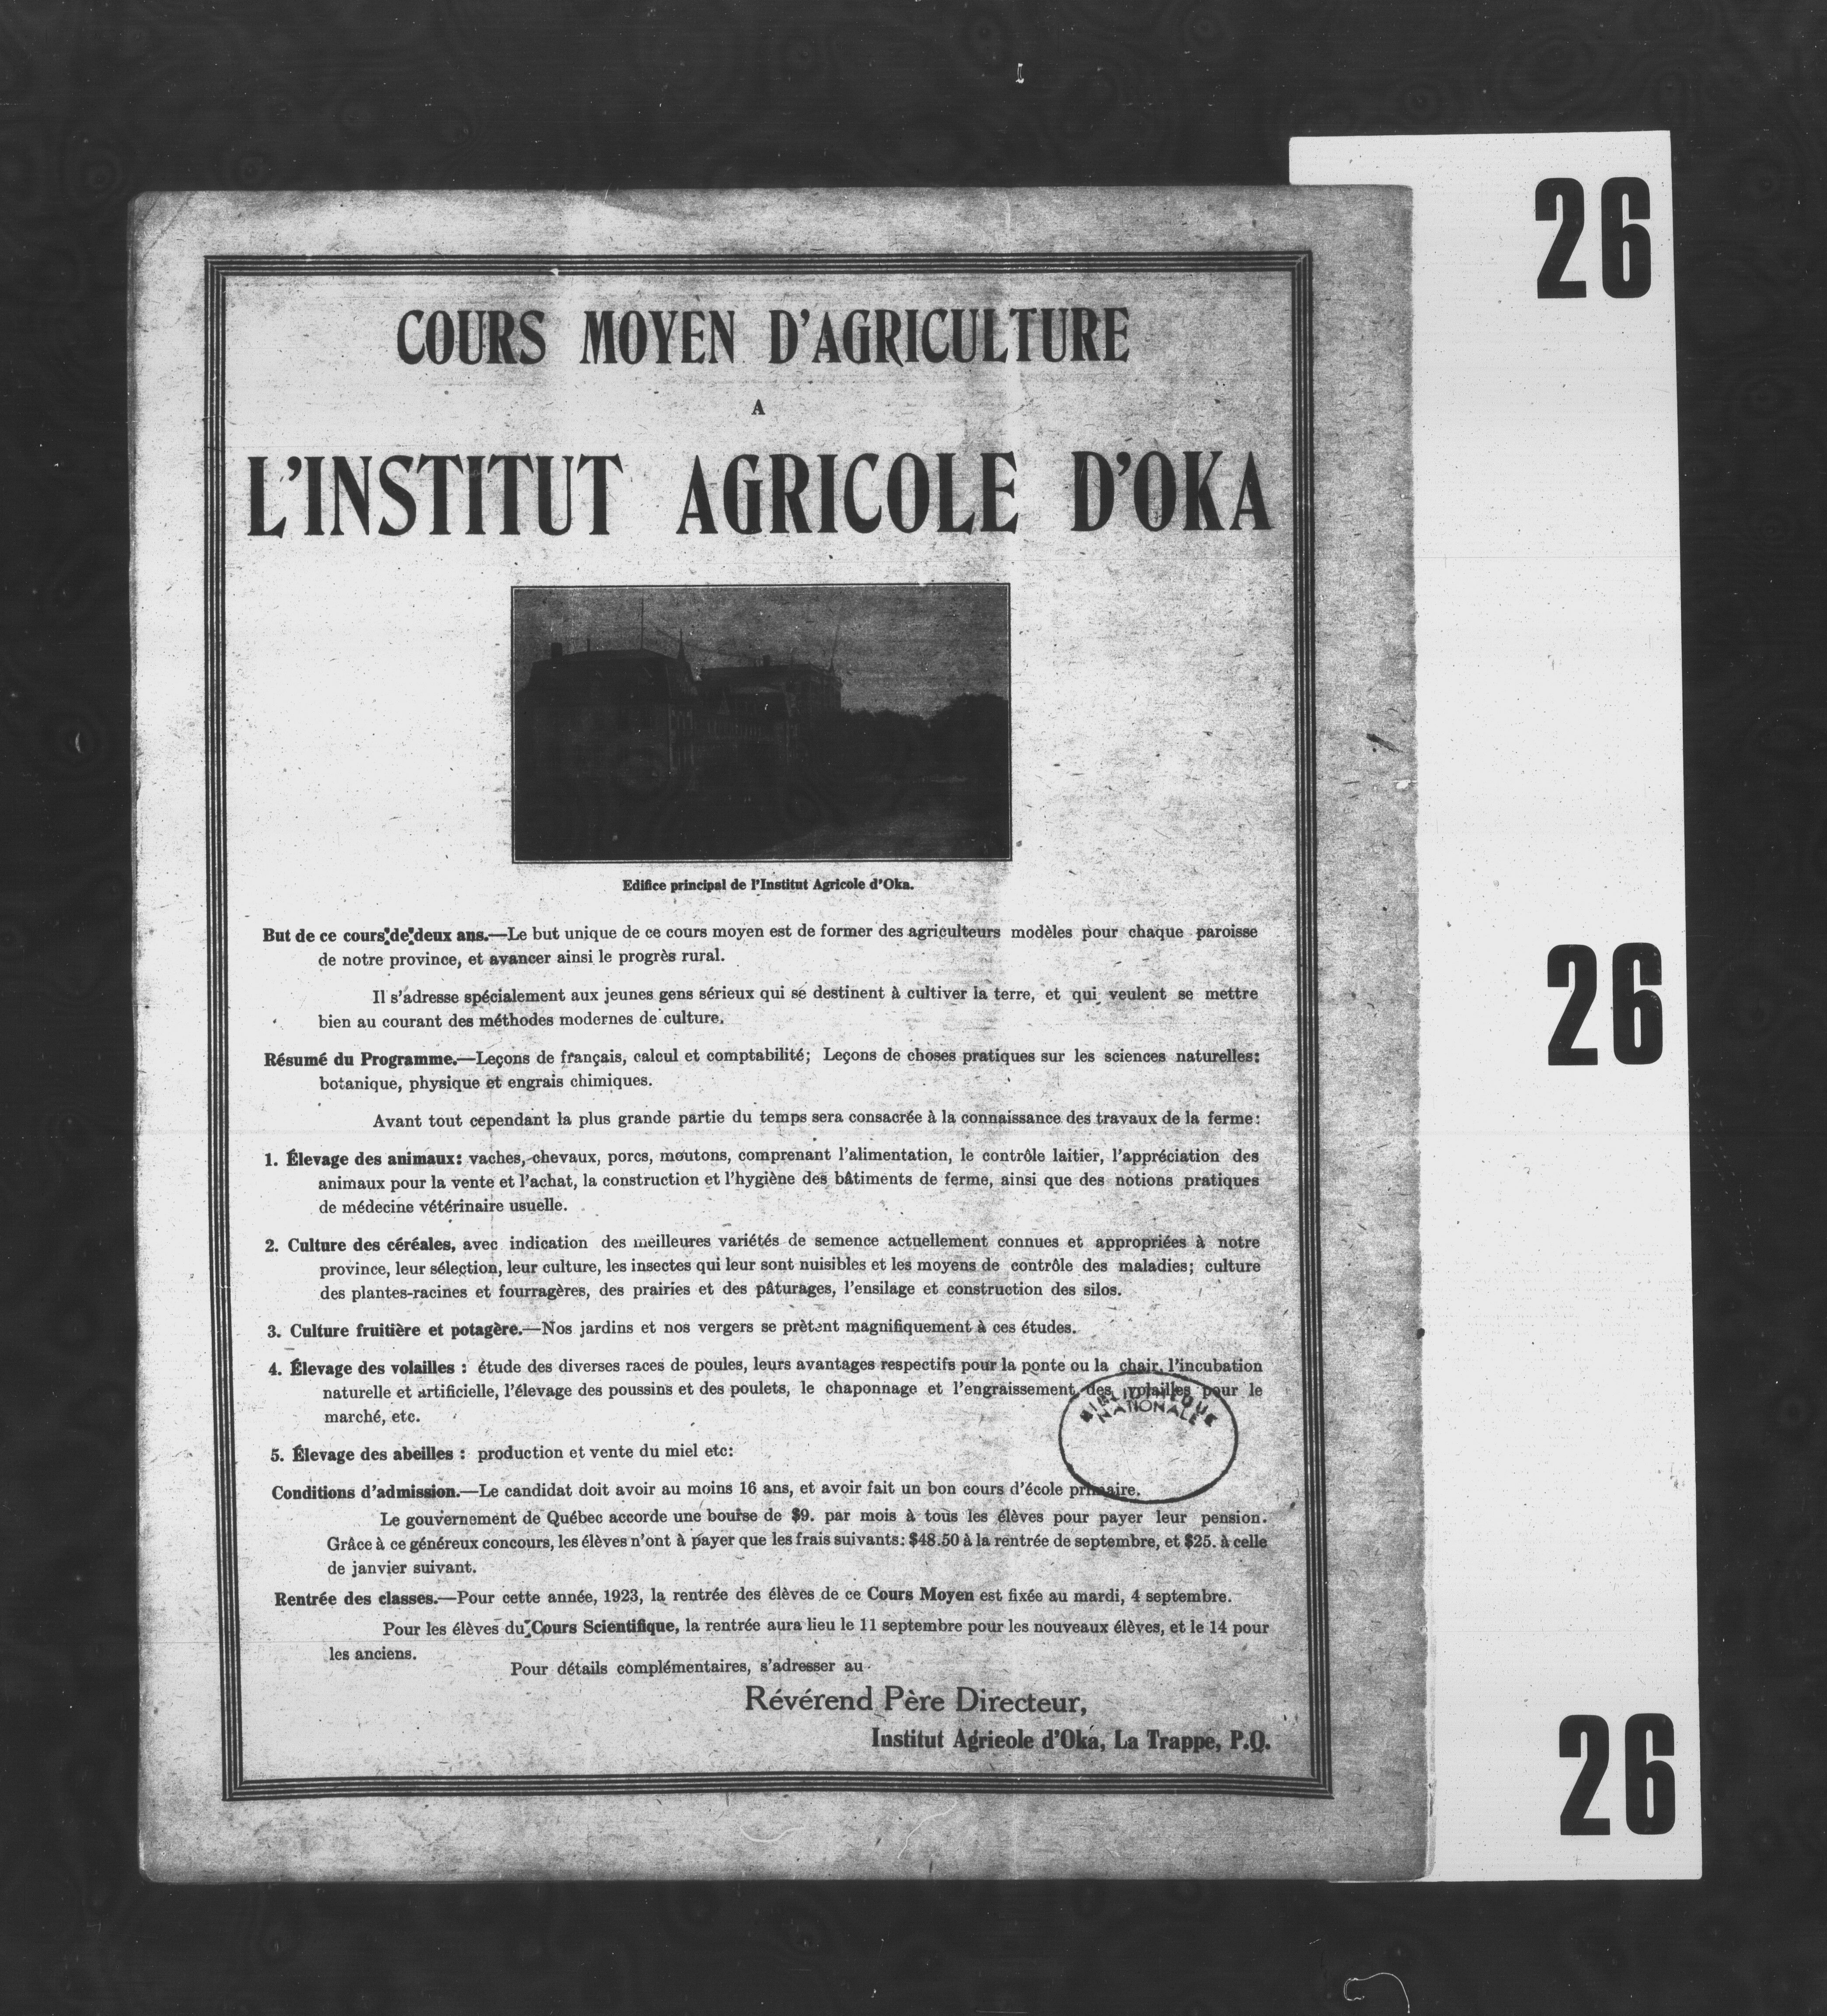 COURS MOYEN D'AGRICULTURE
A
L'INSTITUT AGRICOLE D'OKA
Edifice principal de l'Institut Agricole d'Oka.
But de ce cours de deux ans.—Le but unique de ce cours moyen est de former des agriculteurs modèles pour chaque paroisse
de notre province, et avancer ainsi le progrès rural.
Il s'adresse spécialement aux jeunes gens sérieux qui se destinent à cultiver la terre, et qui veulent se mettre
bien au courant des méthodes modernes de culture.
Résumé du Programme.—Leçons de français, calcul et comptabilité; Leçons de choses pratiques sur les sciences naturelles:
botanique, physique et engrais chimiques.
Avant tout cependant la plus grande partie du temps sera consacrée à la connaissance des travaux de la ferme:
1. Élevage des animaux: vaches, chevaux, porcs, moutons, comprenant l'alimentation, le contrôle laitier, l'appréciation des
animaux pour la vente et l'achat, la construction et l'hygiène des bâtiments de ferme, ainsi que des notions pratiques
de médecine vétérinaire usuelle.
2. Culture des céréales, avec indication des meilleures variétés de semence actuellement connues et appropriées à notre
province, leur sélection, leur culture, les insectes qui leur sont nuisibles et les moyens de contrôle des maladies; culture
des plantes-racines et fourragères, des prairies et des pâturages, l'ensilage et construction des silos.
3. Culture fruitière et potagère.—Nos jardins et nos vergers se prètent magnifiquement à ces études.
4. Élevage des volailles : étude des diverses races de poules, leurs avantages respectifs pour la ponte ou la chair, l'incubation
naturelle et artificielle, l'élevage des poussins et des poulets, le chaponnage et l'engraissement des volailles pour le
marché, etc.
BIBLIOTHÈQUE
NATIONALE
5. Élevage des abeilles : production et vente du miel etc:
Conditions d'admission.—Le candidat doit avoir au moins 16 ans, et avoir fait un bon cours d'école primaire.
Le gouvernement de Québec accorde une bourse de $9. par mois à tous les élèves pour payer leur pension.
Grâce à ce généreux concours, les élèves n'ont à payer que les frais suivants: $48.50 à la rentrée de septembre, et $25. à celle
de janvier suivant.
Rentrée des classes.—Pour cette année, 1923, la rentrée des élèves de ce Cours Moyen est fixée au mardi, 4 septembre.
Pour les élèves du Cours Scientifique, la rentrée aura lieu le 11 septembre pour les nouveaux élèves, et le 14 pour
les anciens.
Pour détails complémentaires, s'adresser au
Révérend Père Directeur,
Institut Agricole d'Oka, La Trappe, P.Q.
26
26
26